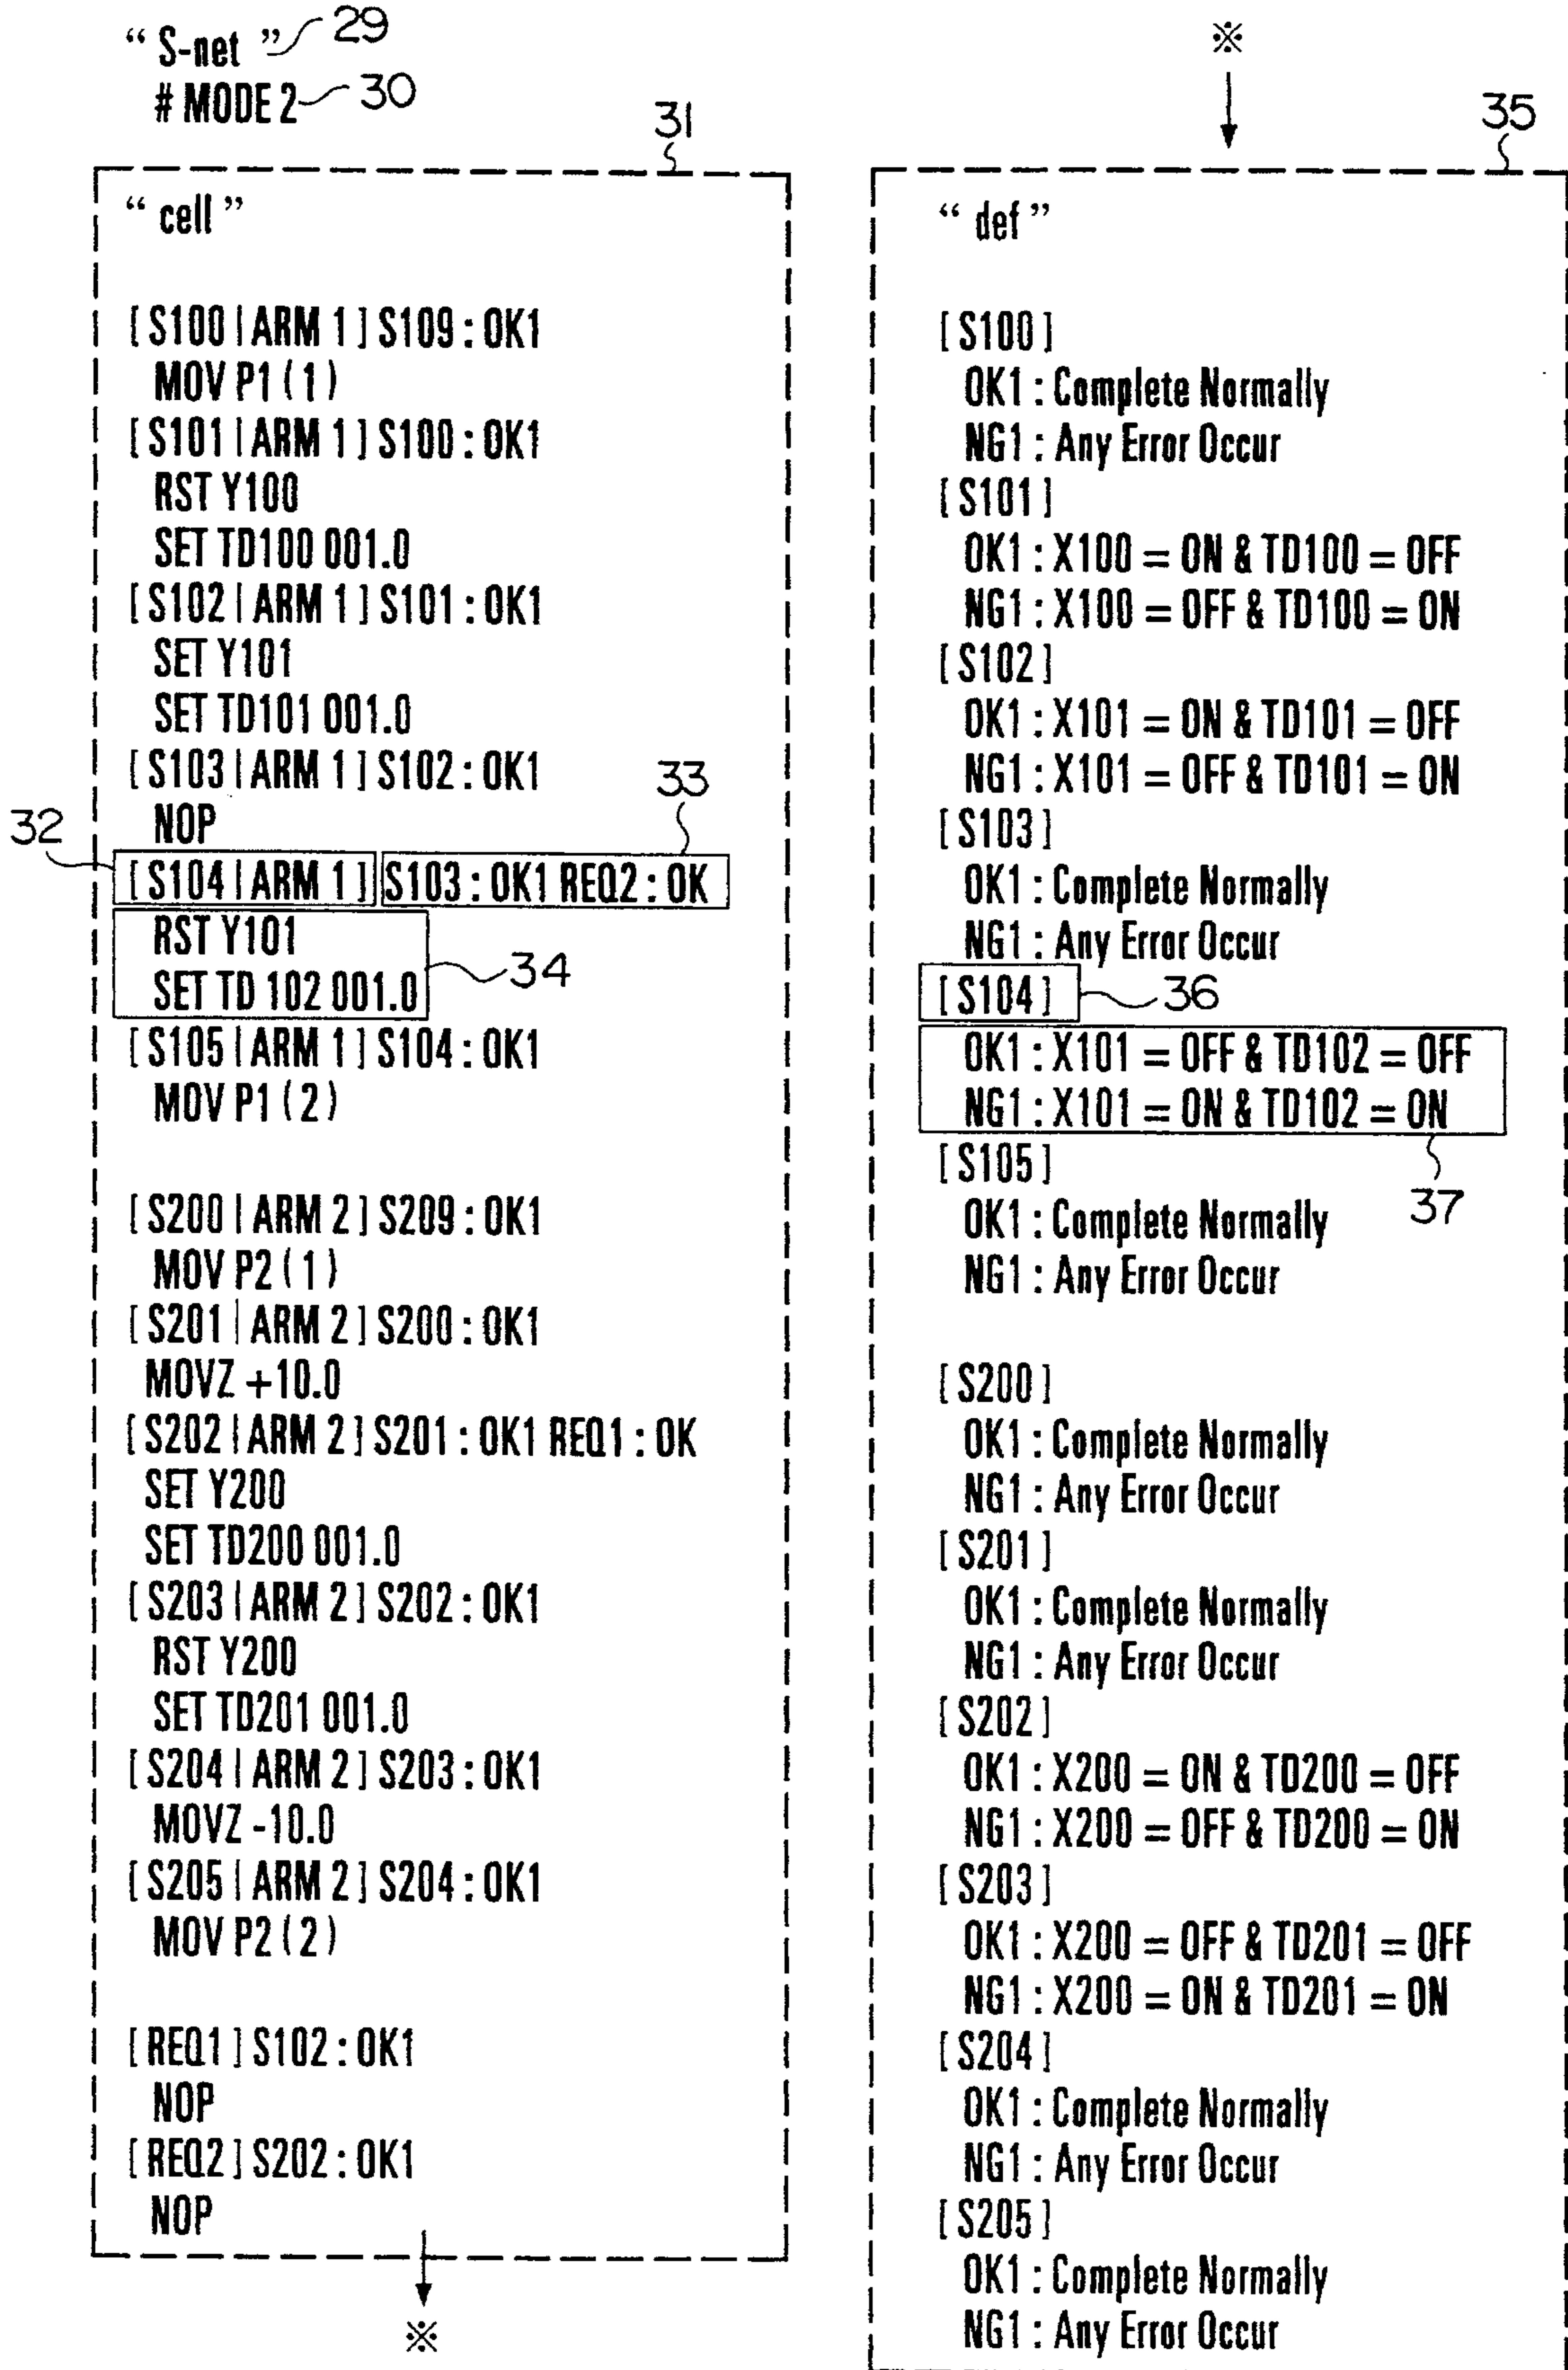 “ S-net ” 29
# MODE 2 30
31
“ cell ”
[ S100 | ARM 1 ] S109 : OK1
MOV P1 ( 1 )
[ S101 | ARM 1 ] S100 : OK1
RST Y100
SET TD100 001.0
[ S102 | ARM 1 ] S101 : OK1
SET Y101
SET TD101 001.0
[ S103 | ARM 1 ] S102 : OK1
NOP
32
33
[ S104 | ARM 1 ] S103 : OK1 REQ2 : OK
RST Y101
SET TD 102 001.0
34
[ S105 | ARM 1 ] S104 : OK1
MOV P1 ( 2 )
[ S200 | ARM 2 ] S209 : OK1
MOV P2 ( 1 )
[ S201 | ARM 2 ] S200 : OK1
MOVZ +10.0
[ S202 | ARM 2 ] S201 : OK1 REQ1 : OK
SET Y200
SET TD200 001.0
[ S203 | ARM 2 ] S202 : OK1
RST Y200
SET TD201 001.0
[ S204 | ARM 2 ] S203 : OK1
MOVZ -10.0
[ S205 | ARM 2 ] S204 : OK1
MOV P2 ( 2 )
[ REQ1 ] S102 : OK1
NOP
[ REQ2 ] S202 : OK1
NOP
※
※
35
“ def ”
[ S100 ]
OK1 : Complete Normally
NG1 : Any Error Occur
[ S101 ]
OK1 : X100 = ON & TD100 = OFF
NG1 : X100 = OFF & TD100 = ON
[ S102 ]
OK1 : X101 = ON & TD101 = OFF
NG1 : X101 = OFF & TD101 = ON
[ S103 ]
OK1 : Complete Normally
NG1 : Any Error Occur
[ S104 ] 36
OK1 : X101 = OFF & TD102 = OFF
NG1 : X101 = ON & TD102 = ON
37
[ S105 ]
OK1 : Complete Normally
NG1 : Any Error Occur
[ S200 ]
OK1 : Complete Normally
NG1 : Any Error Occur
[ S201 ]
OK1 : Complete Normally
NG1 : Any Error Occur
[ S202 ]
OK1 : X200 = ON & TD200 = OFF
NG1 : X200 = OFF & TD200 = ON
[ S203 ]
OK1 : X200 = OFF & TD201 = OFF
NG1 : X200 = ON & TD201 = ON
[ S204 ]
OK1 : Complete Normally
NG1 : Any Error Occur
[ S205 ]
OK1 : Complete Normally
NG1 : Any Error Occur